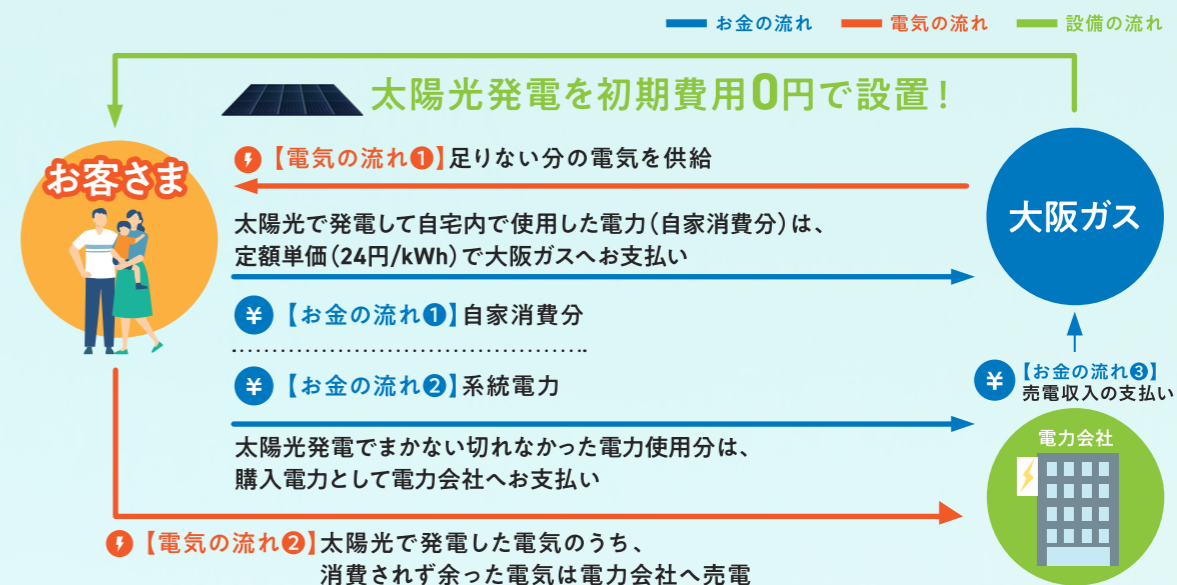 お金の流れ 電気の流れ 設備の流れ
太陽光発電を初期費用0円で設置！
お客さま
【電気の流れ❶】足りない分の電気を供給
大阪ガス
太陽光で発電して自宅内で使用した電力（自家消費分）は、
定額単価（24円/kWh）で大阪ガスへお支払い
¥ 【お金の流れ❶】自家消費分
¥ 【お金の流れ❷】系統電力
¥ 【お金の流れ❸】
売電収入の支払い
太陽光発電でまかない切れなかった電力使用分は、
購入電力として電力会社へお支払い
電力会社
【電気の流れ❷】太陽光で発電した電気のうち、
消費されず余った電気は電力会社へ売電